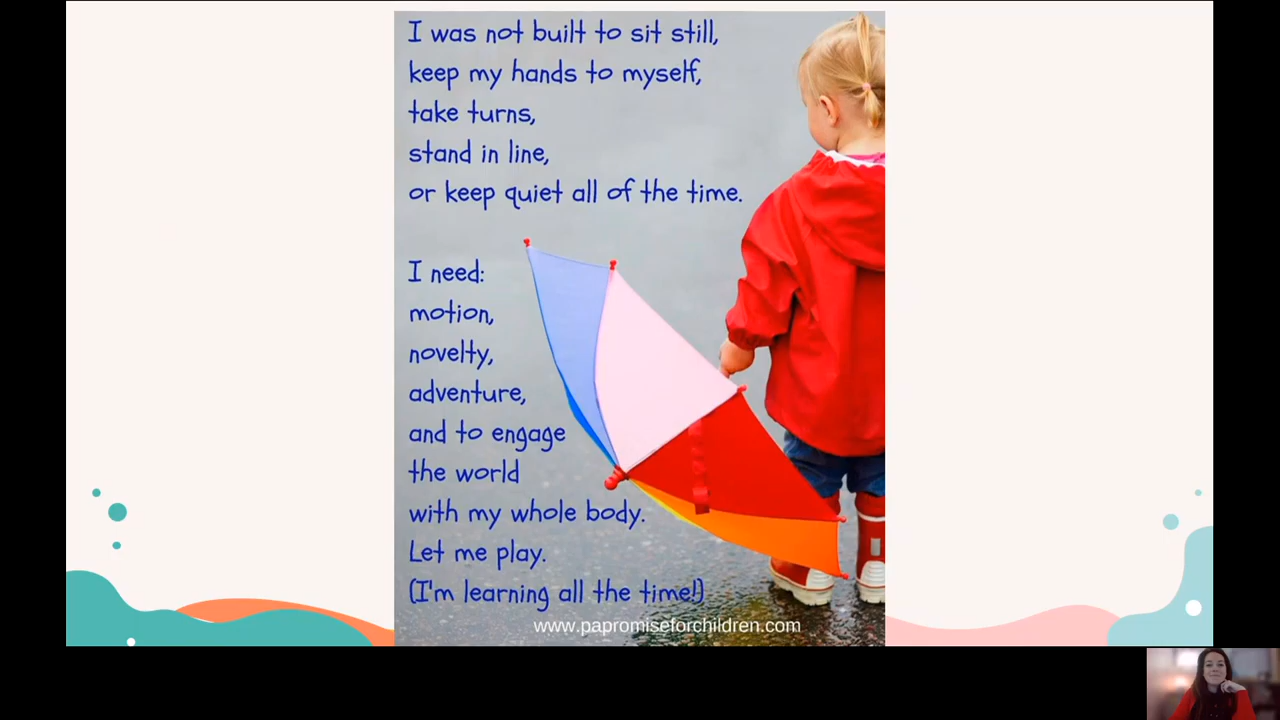 I was not built to sit still,
keep my hands to myself,
take turns,
stand in line,
or keep quiet all of the time.
I need:
motion,
novelty,
adventure,
and to engage
the world
with my whole body.
Let me play.
(I'm learning all the time!)
www.papromiseforchildren.com